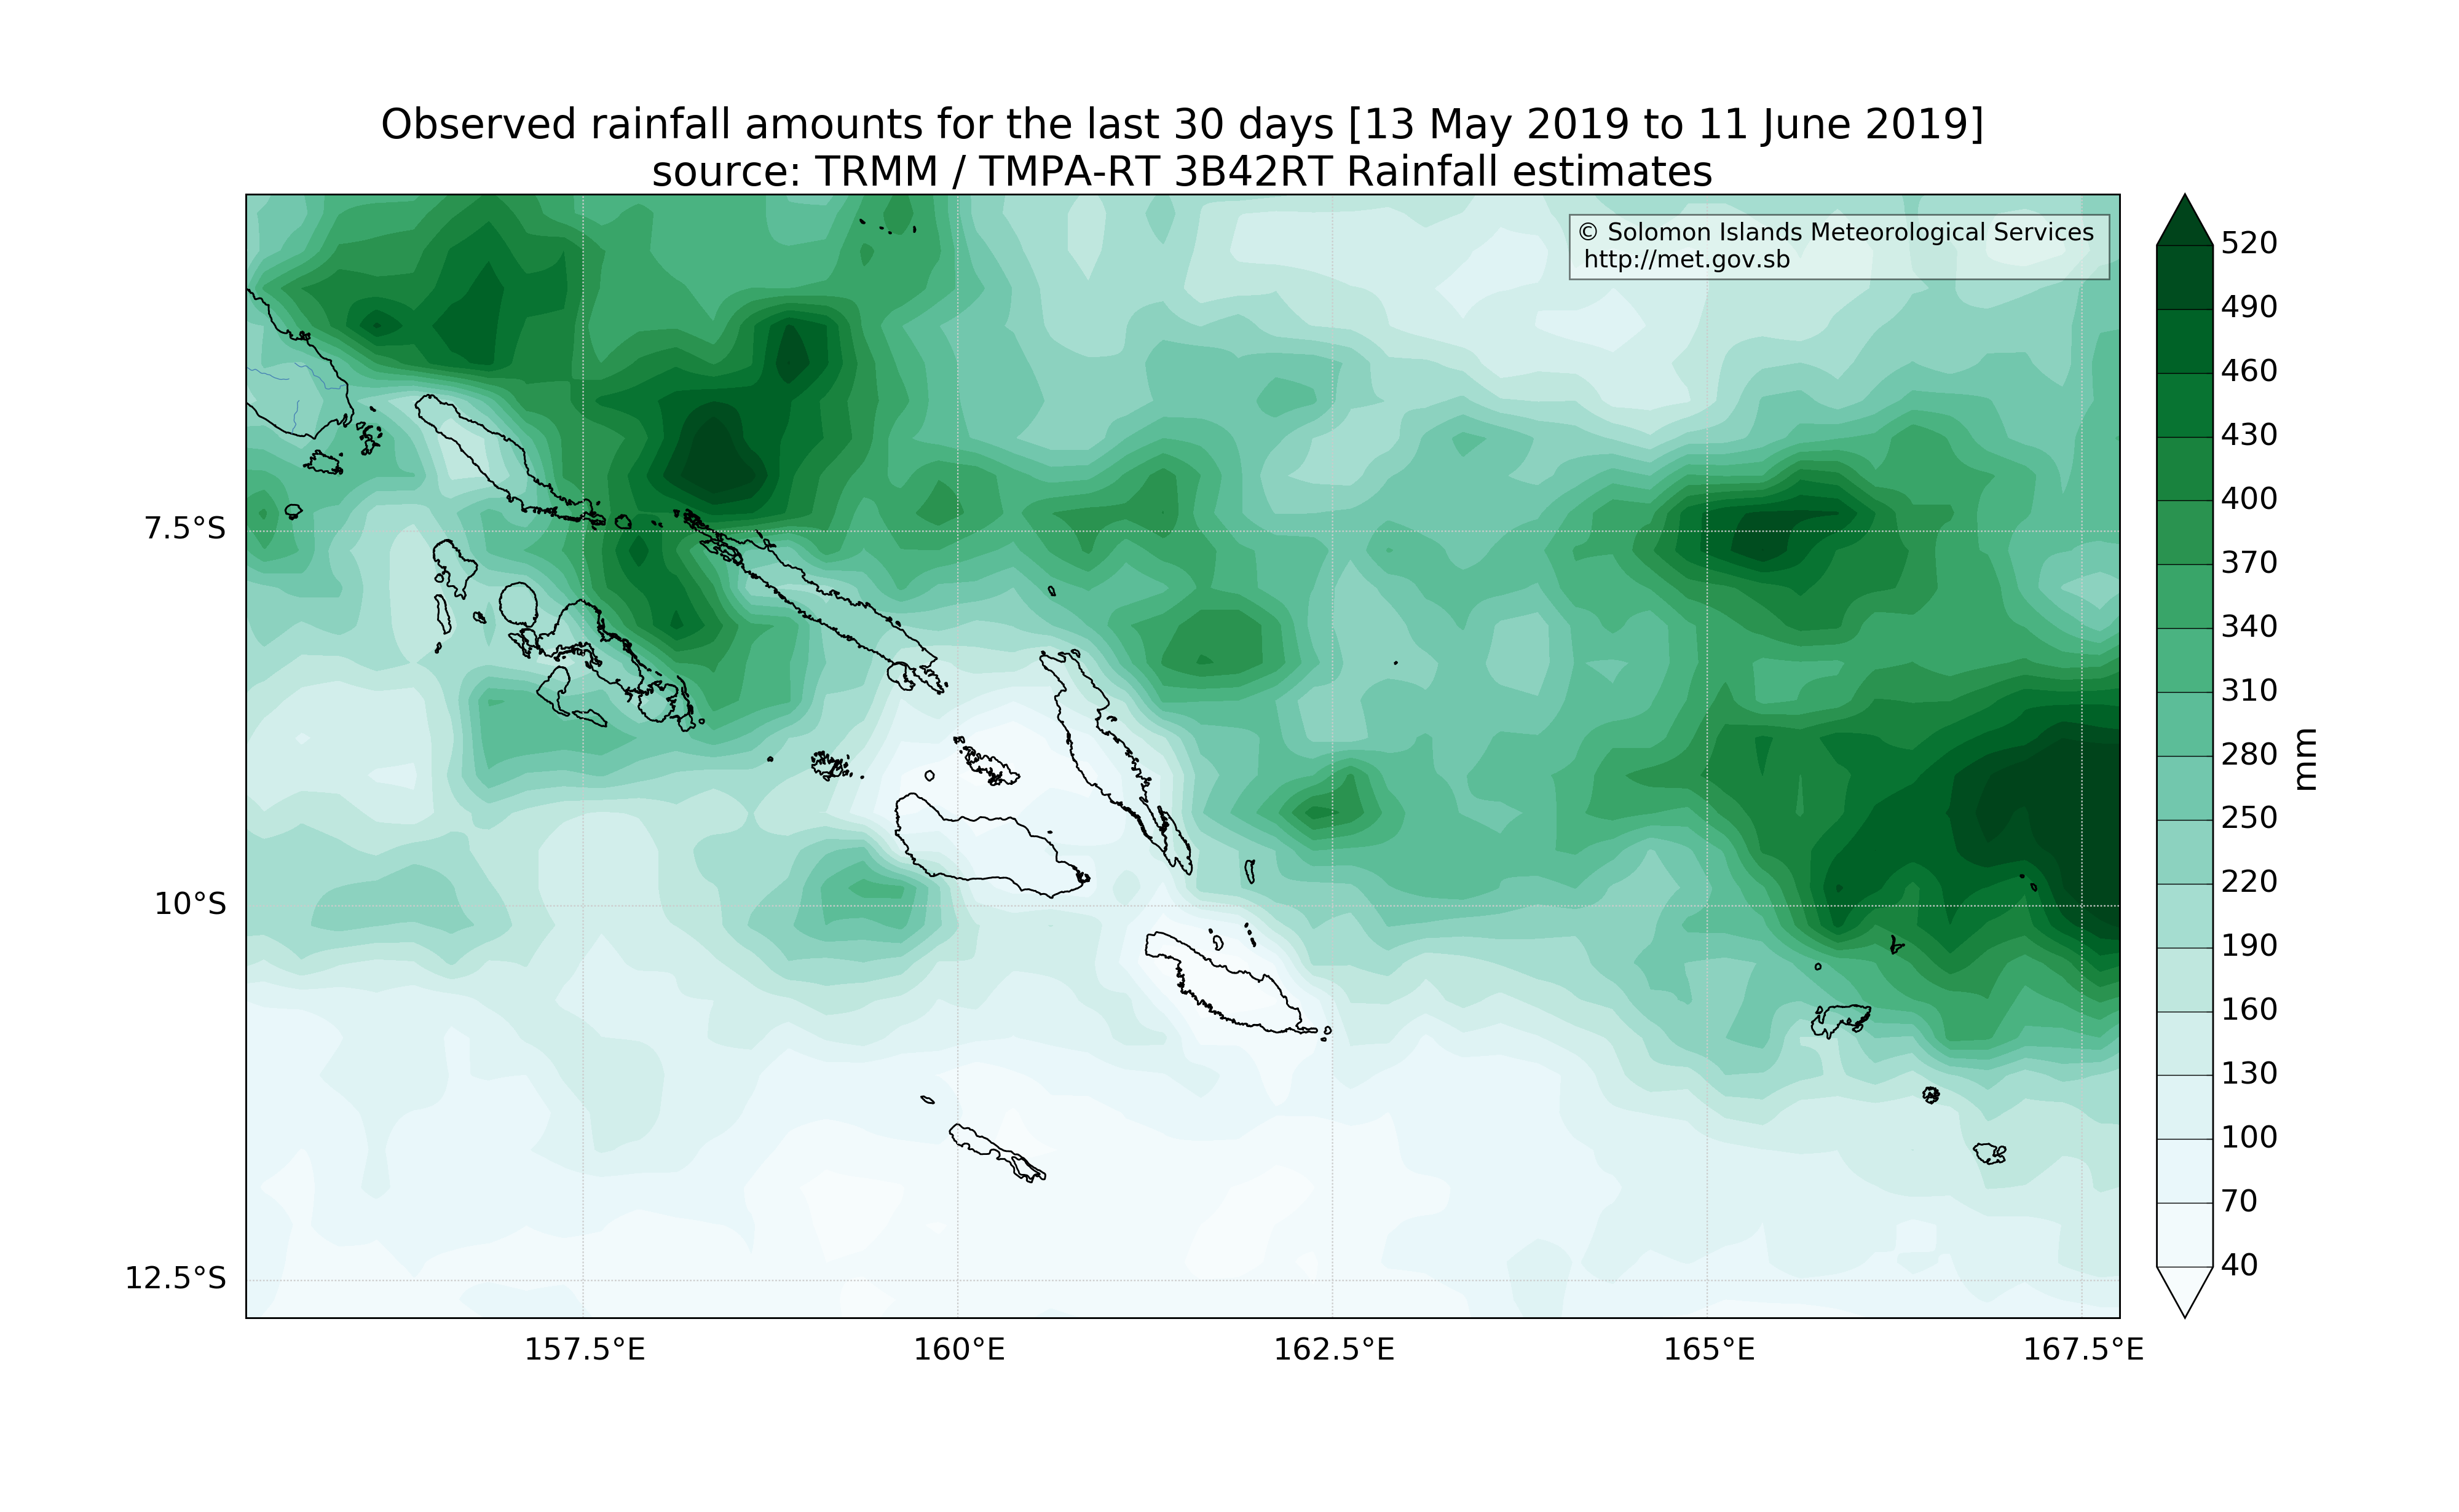 Observed rainfall amounts for the last 30 days [13 May 2019 to 11 June 2019]
source: TRMM / TMPA-RT 3B42RT Rainfall estimates
© Solomon Islands Meteorological Services
http://met.gov.sb
7.5°S
10°S
12.5°S
157.5°E
160°E
162.5°E
165°E
167.5°E
520
490
460
430
400
370
340
310
280
250
220
190
160
130
100
70
40
mm